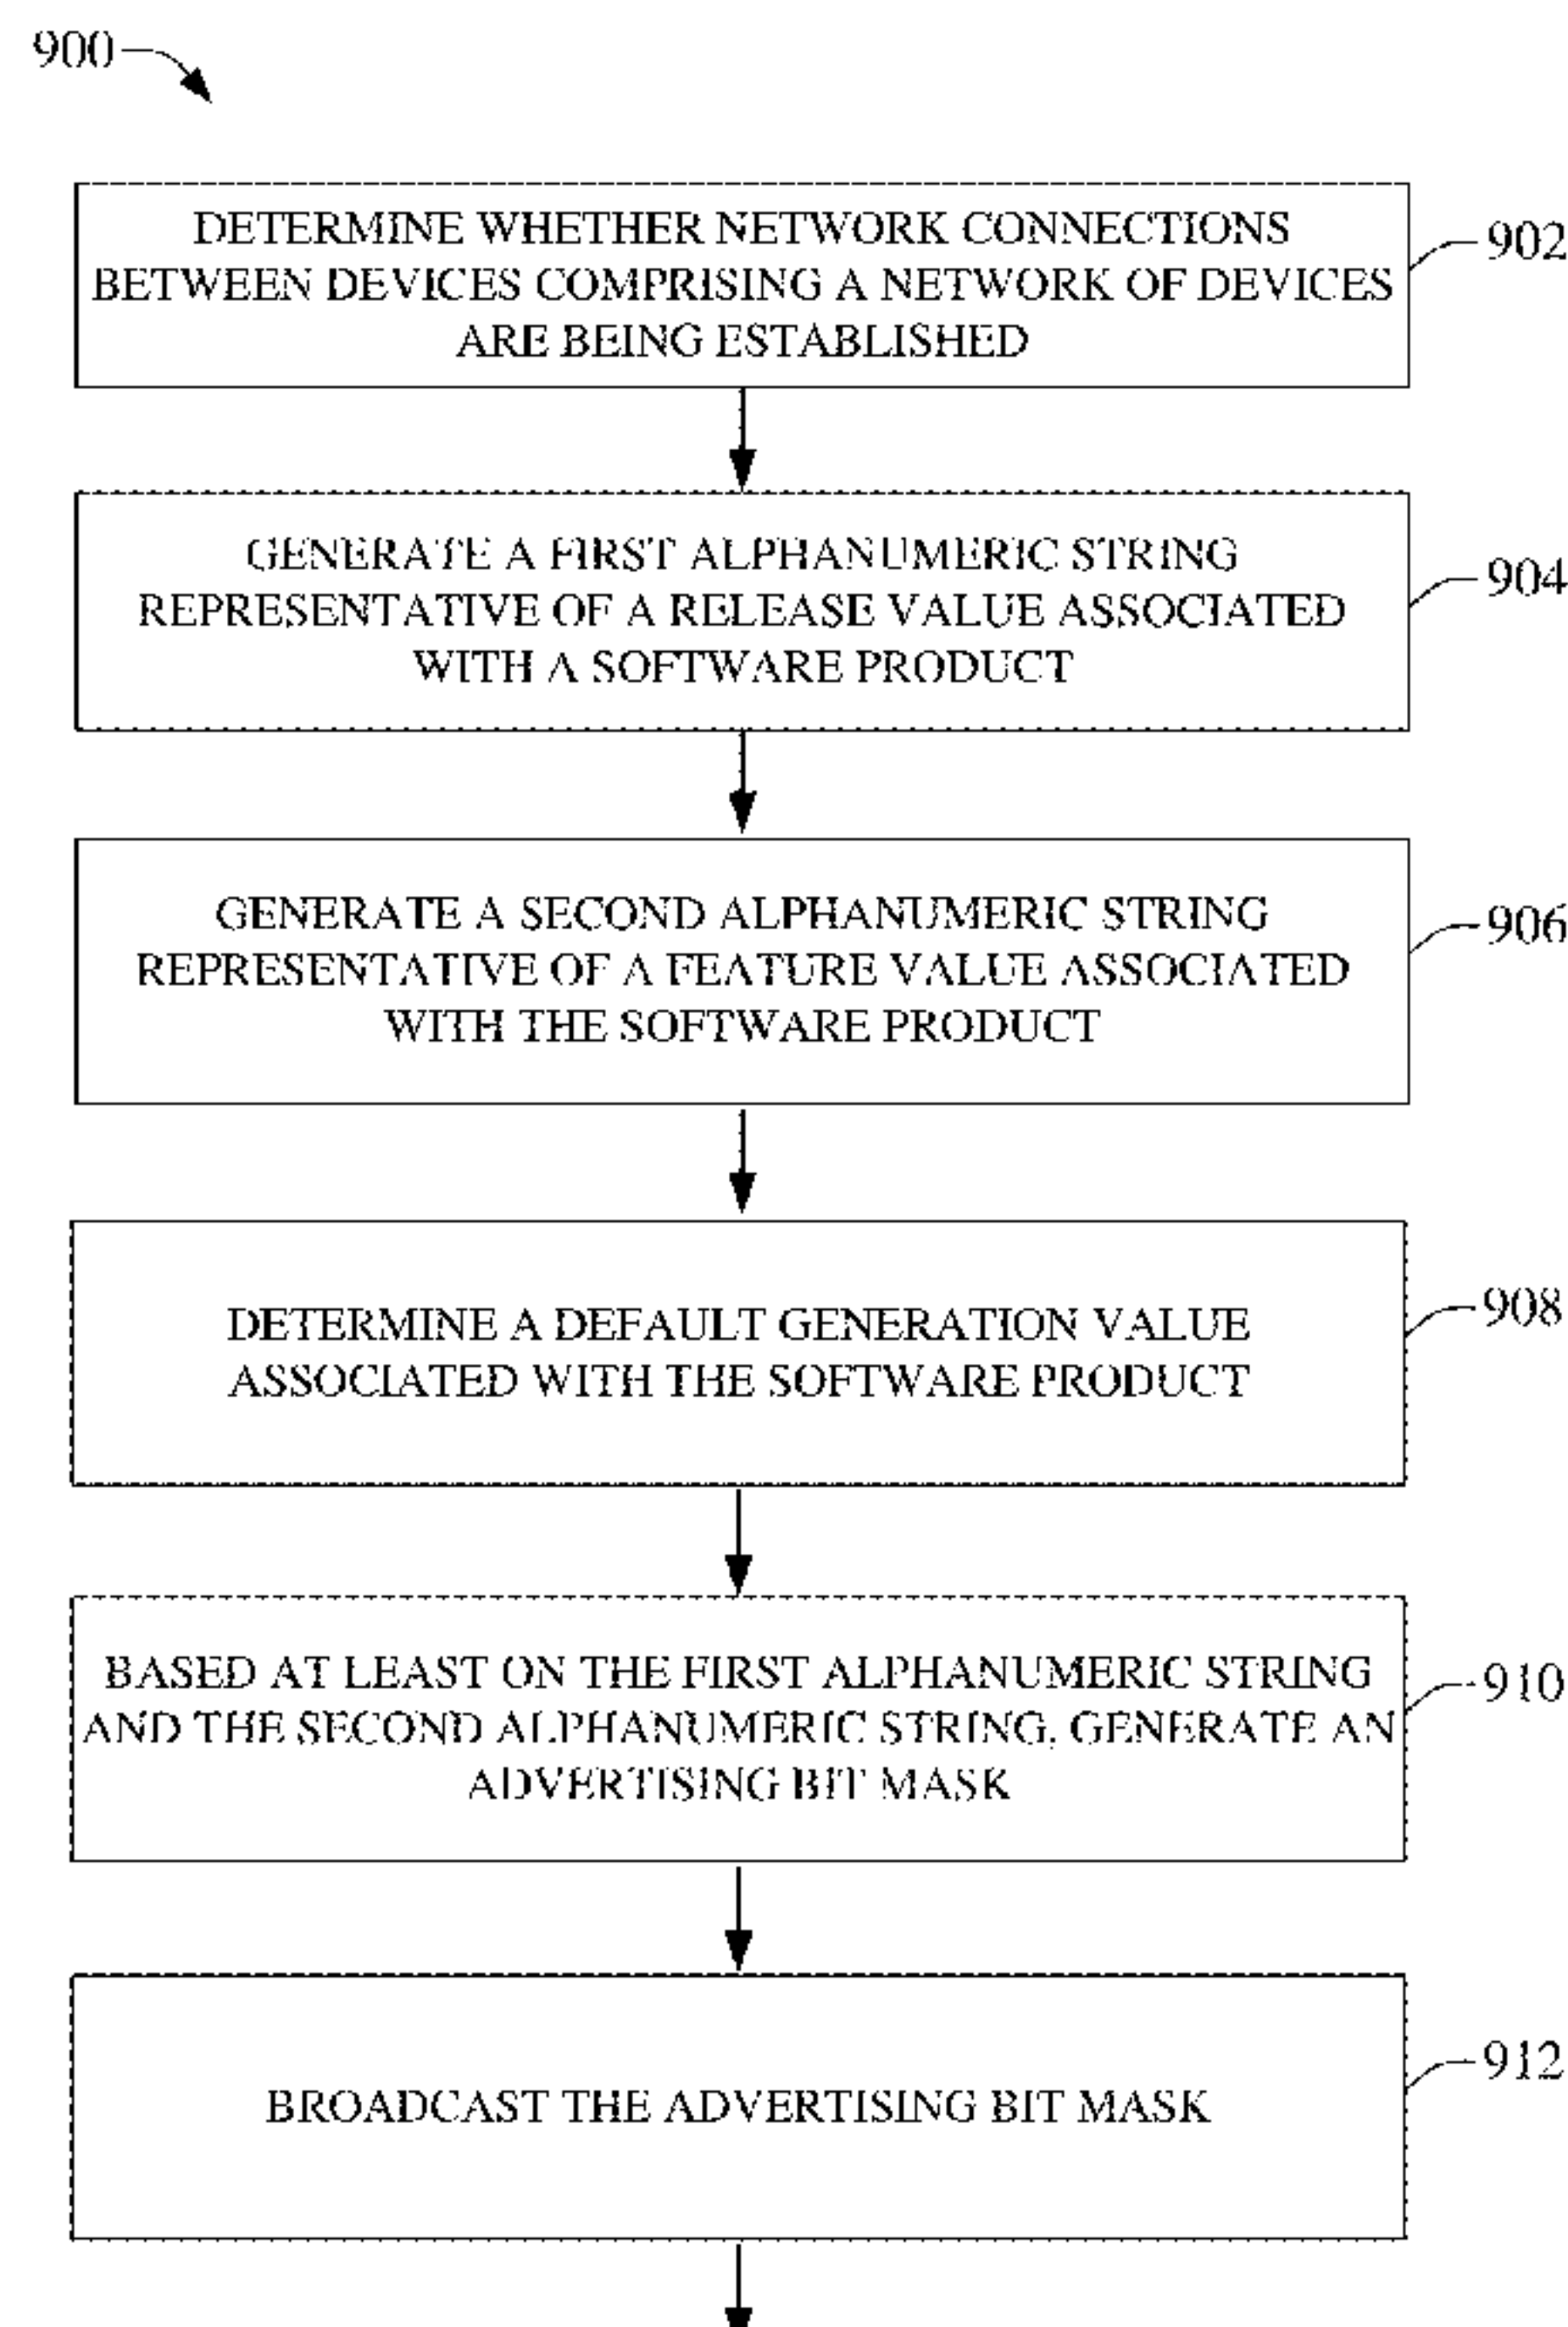 900
DETERMINE WHETHER NETWORK CONNECTIONS
BETWEEN DEVICES COMPRISING A NETWORK OF DEVICES
ARE BEING ESTABLISHED
902
GENERATE A FIRST ALPHANUMERIC STRING
REPRESENTATIVE OF A RELEASE VALUE ASSOCIATED
WITH A SOFTWARE PRODUCT
904
GENERATE A SECOND ALPHANUMERIC STRING
REPRESENTATIVE OF A FEATURE VALUE ASSOCIATED
WITH THE SOFTWARE PRODUCT
906
DETERMINE A DEFAULT GENERATION VALUE
ASSOCIATED WITH THE SOFTWARE PRODUCT
908
BASED AT LEAST ON THE FIRST ALPHANUMERIC STRING
AND THE SECOND ALPHANUMERIC STRING, GENERATE AN
ADVERTISING BIT MASK
910
BROADCAST THE ADVERTISING BIT MASK
912